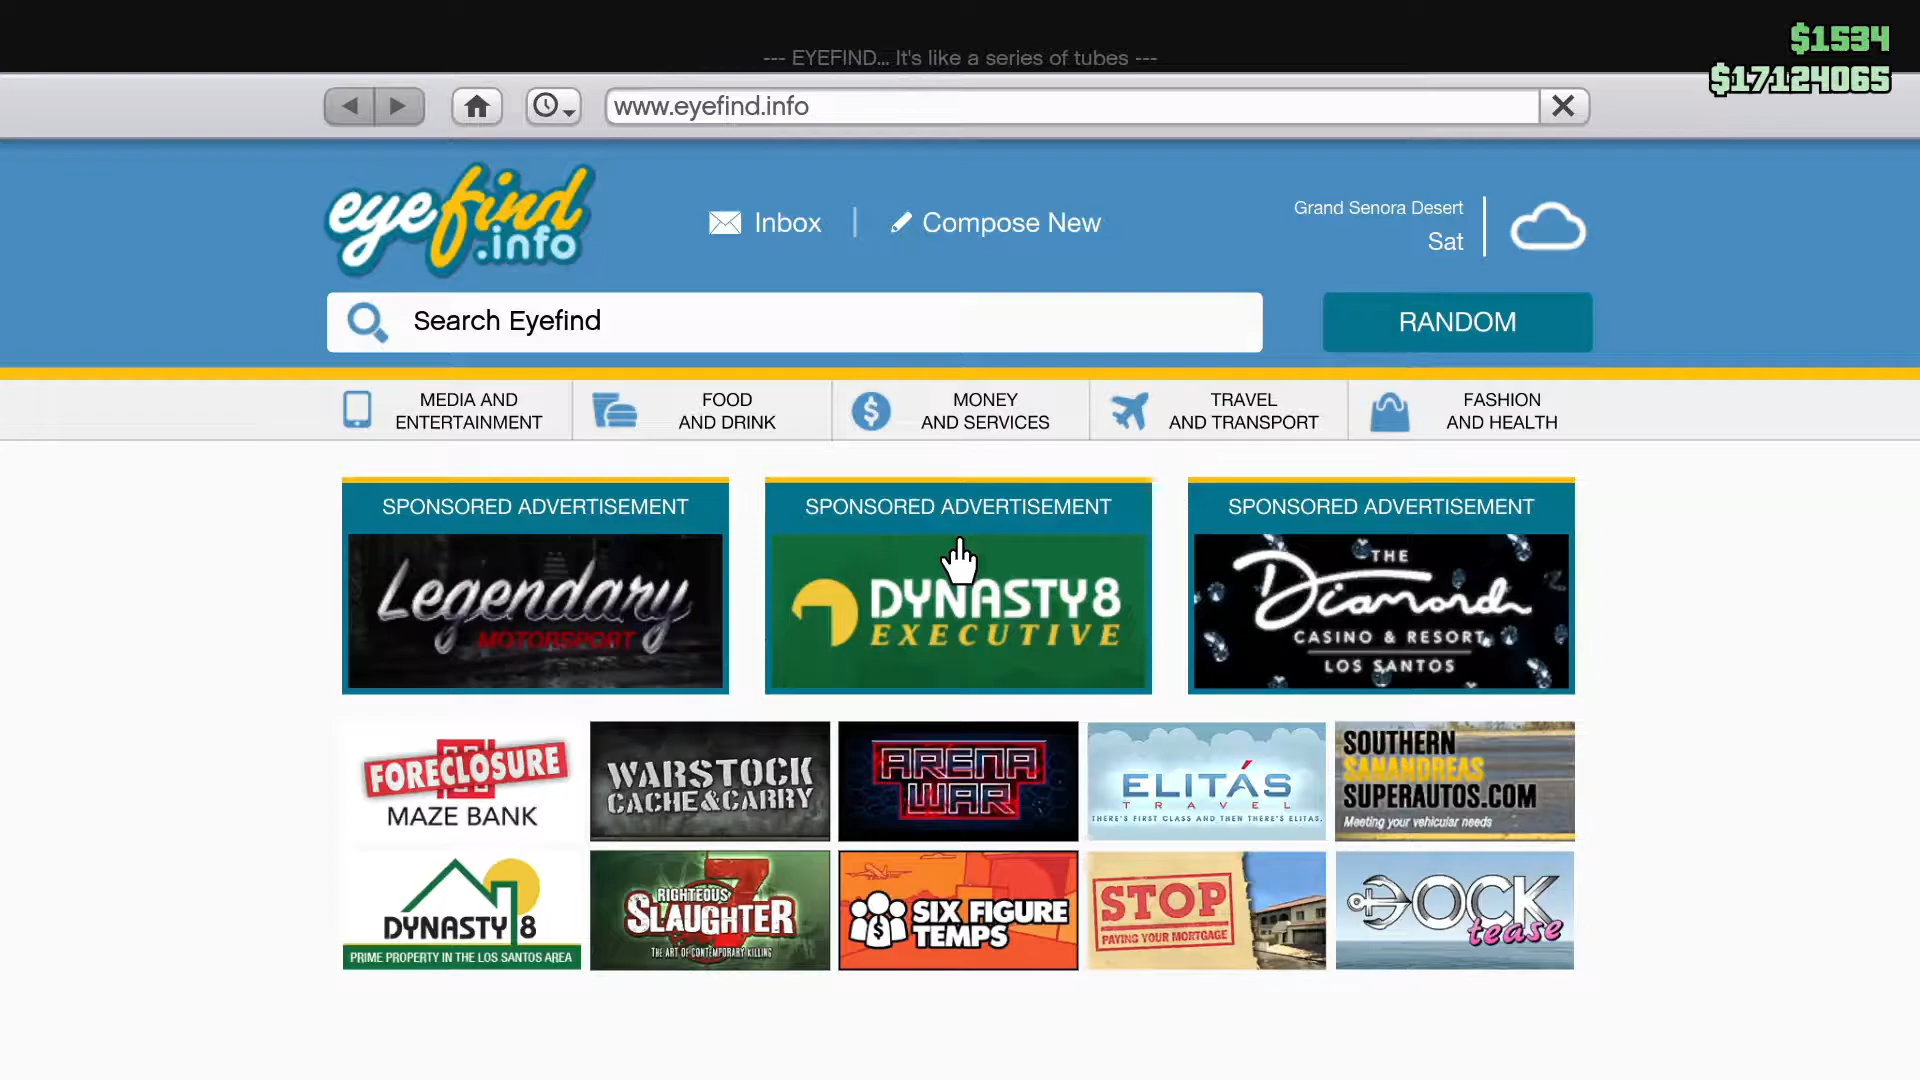 $1534
--- EYEFIND... It's like a series of tubes ---
$17124065
www.eyefind.info
eyefind
.info
Inbox
Compose New
Grand Senora Desert
Sat
Search Eyefind
RANDOM
MEDIA AND
ENTERTAINMENT
FOOD
AND DRINK
MONEY
AND SERVICES
TRAVEL
AND TRANSPORT
FASHION
AND HEALTH
SPONSORED ADVERTISEMENT
Legendary
MOTORSPORT
SPONSORED ADVERTISEMENT
DYNASTY8
EXECUTIVE
SPONSORED ADVERTISEMENT
THE
Diamond
CASINO & RESORT
LOS SANTOS
FORECLOSURE
MAZE BANK
WARSTOCK
CACHE&CARRY
ARENA
WAR
ELITÁS
TRAVEL
THERE'S FIRST CLASS AND THEN THERE'S ELITAS.
SOUTHERN
SANANDREAS
SUPERAUTOS.COM
Meeting your vehicular needs
DYNASTY 8
PRIME PROPERTY IN THE LOS SANTOS AREA
RIGHTEOUS
SLAUGHTER
7
THE ART OF CONTEMPORARY KILLING
SIX FIGURE
TEMPS
STOP
PAYING YOUR MORTGAGE
DOCK
tease